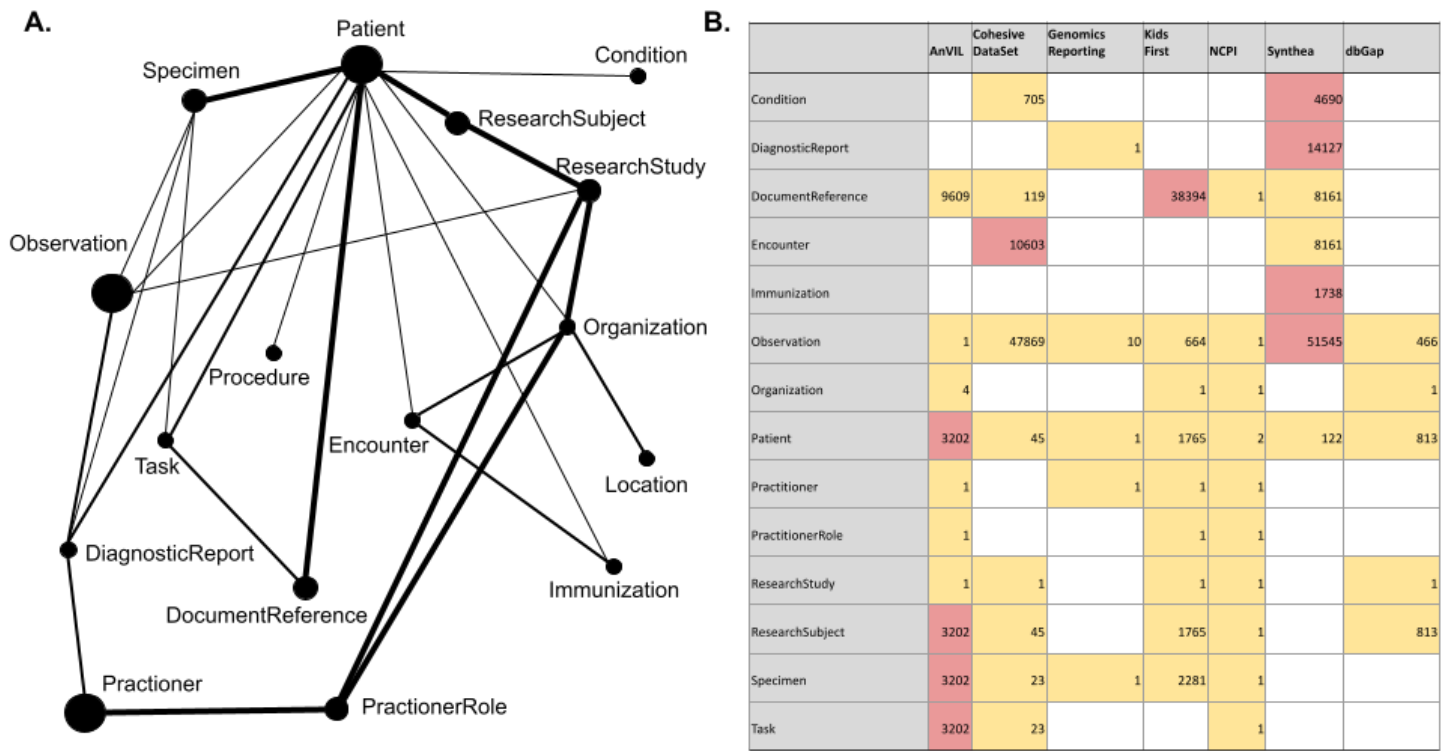 A.
Patient
Condition
Specimen
ResearchSubject
ResearchStudy
Observation
Organization
Procedure
Encounter
Task
Location
DiagnosticReport
Immunization
DocumentReference
Practioner
PractionerRole
B.
AnVIL Cohesive DataSet Genomics Reporting Kids First NCPI Synthea dbGap
Condition 705 4690
DiagnosticReport 1 14127
DocumentReference 9609 119 38394 1 8161
Encounter 10603 8161
Immunization 1738
Observation 1 47869 10 664 1 51545 466
Organization 4 1 1 1
Patient 3202 45 1 1765 2 122 813
Practitioner 1 1 1 1
PractitionerRole 1 1 1
ResearchStudy 1 1 1 1 1
ResearchSubject 3202 45 1765 1 813
Specimen 3202 23 1 2281 1
Task 3202 23 1